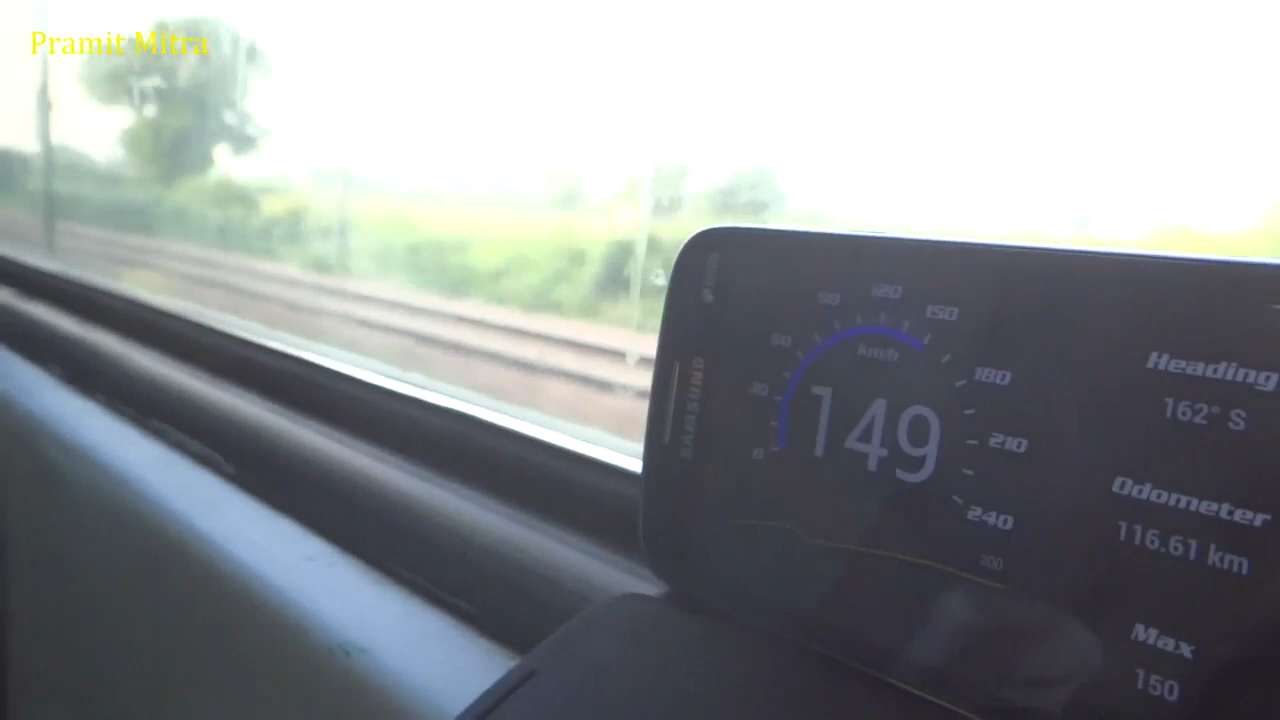 Pramit Mitra
SAMSUNG
0
30
60
90
120
150
180
210
240
km/h
149
200
Heading
162° S
Odometer
116.61 km
Max
150